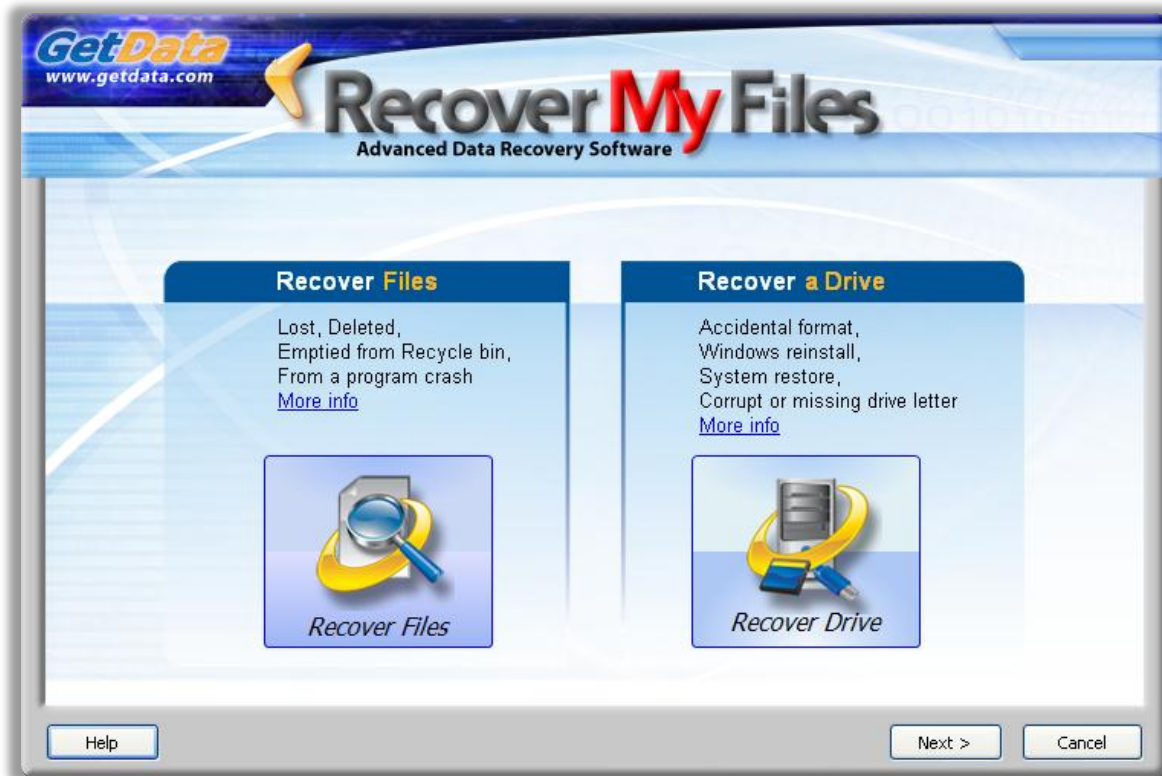 GetData
www.getdata.com
Recover My Files
Advanced Data Recovery Software
Recover Files
Lost, Deleted,
Emptied from Recycle bin,
From a program crash
More info
Recover Files
Recover a Drive
Accidental format,
Windows reinstall,
System restore,
Corrupt or missing drive letter
More info
Recover Drive
Help
Next >
Cancel